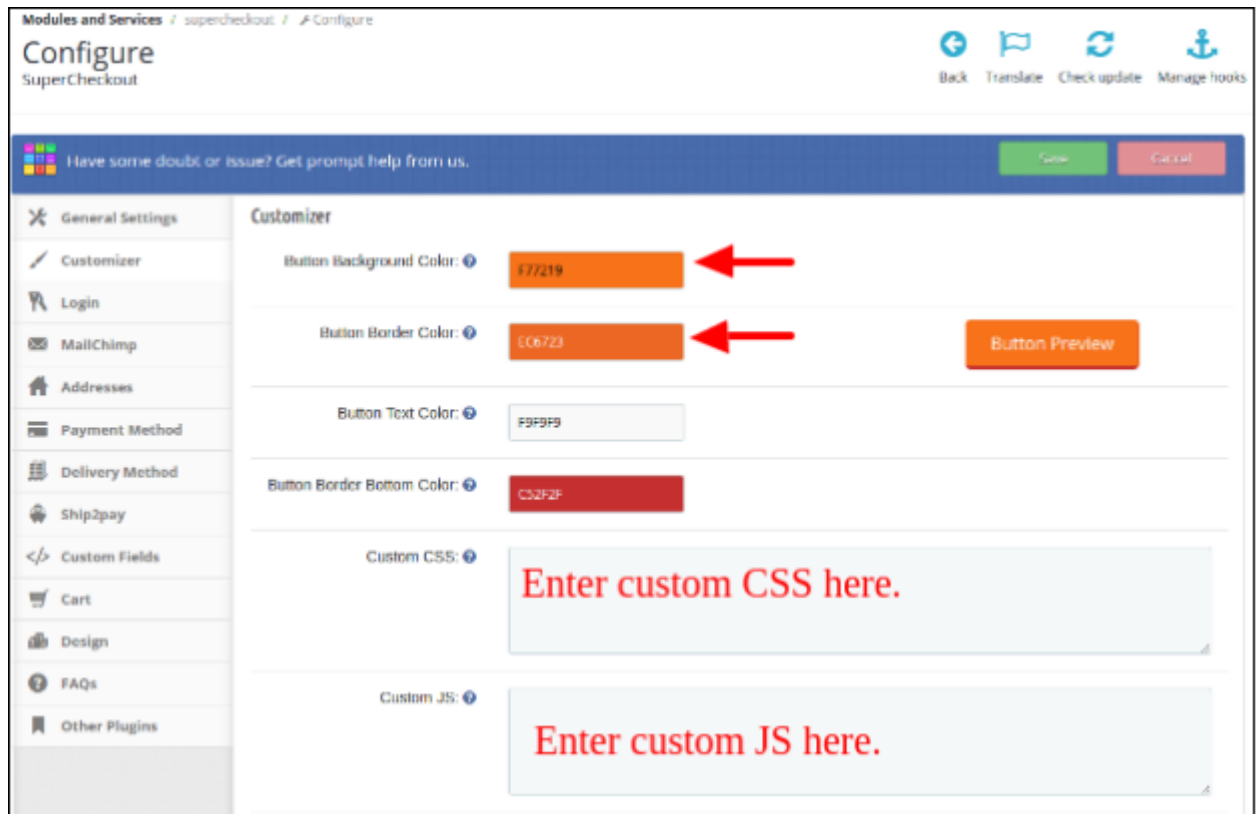 Modules and Services / supercheckout / Configure
Configure
SuperCheckout
Back Translate Check update Manage hooks
Have some doubt or issue? Get prompt help from us.
Save Cancel
General Settings
Customizer
Login
MailChimp
Addresses
Payment Method
Delivery Method
Ship2pay
Custom Fields
Cart
Design
FAQs
Other Plugins
Customizer
Button Background Color: F77219
Button Border Color: EC6723
Button Preview
Button Text Color: F9F9F9
Button Border Bottom Color: C52F2F
Custom CSS:
Enter custom CSS here.
Custom JS:
Enter custom JS here.